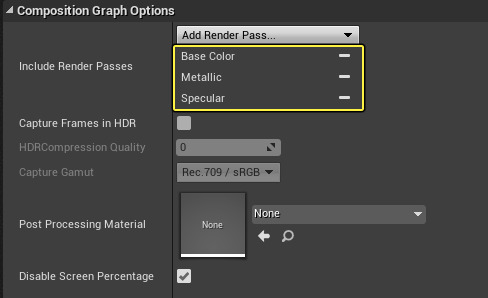 Composition Graph Options
Add Render Pass...
Include Render Passes
Base Color
Metallic
Specular
Capture Frames in HDR
HDRCompression Quality
0
Capture Gamut
Rec.709 / sRGB
Post Processing Material
None
None
Disable Screen Percentage